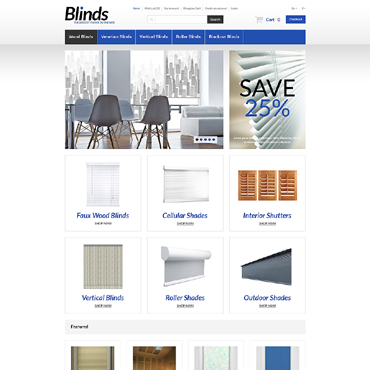 Blinds
Search
Cart 0
Wood Blinds Venetian Blinds Vertical Blinds Roller Blinds Blackout Blinds
SAVE
25%
Faux Wood Blinds
SHOP NOW
Cellular Shades
SHOP NOW
Interior Shutters
SHOP NOW
Vertical Blinds
SHOP NOW
Roller Shades
SHOP NOW
Outdoor Shades
SHOP NOW
Featured